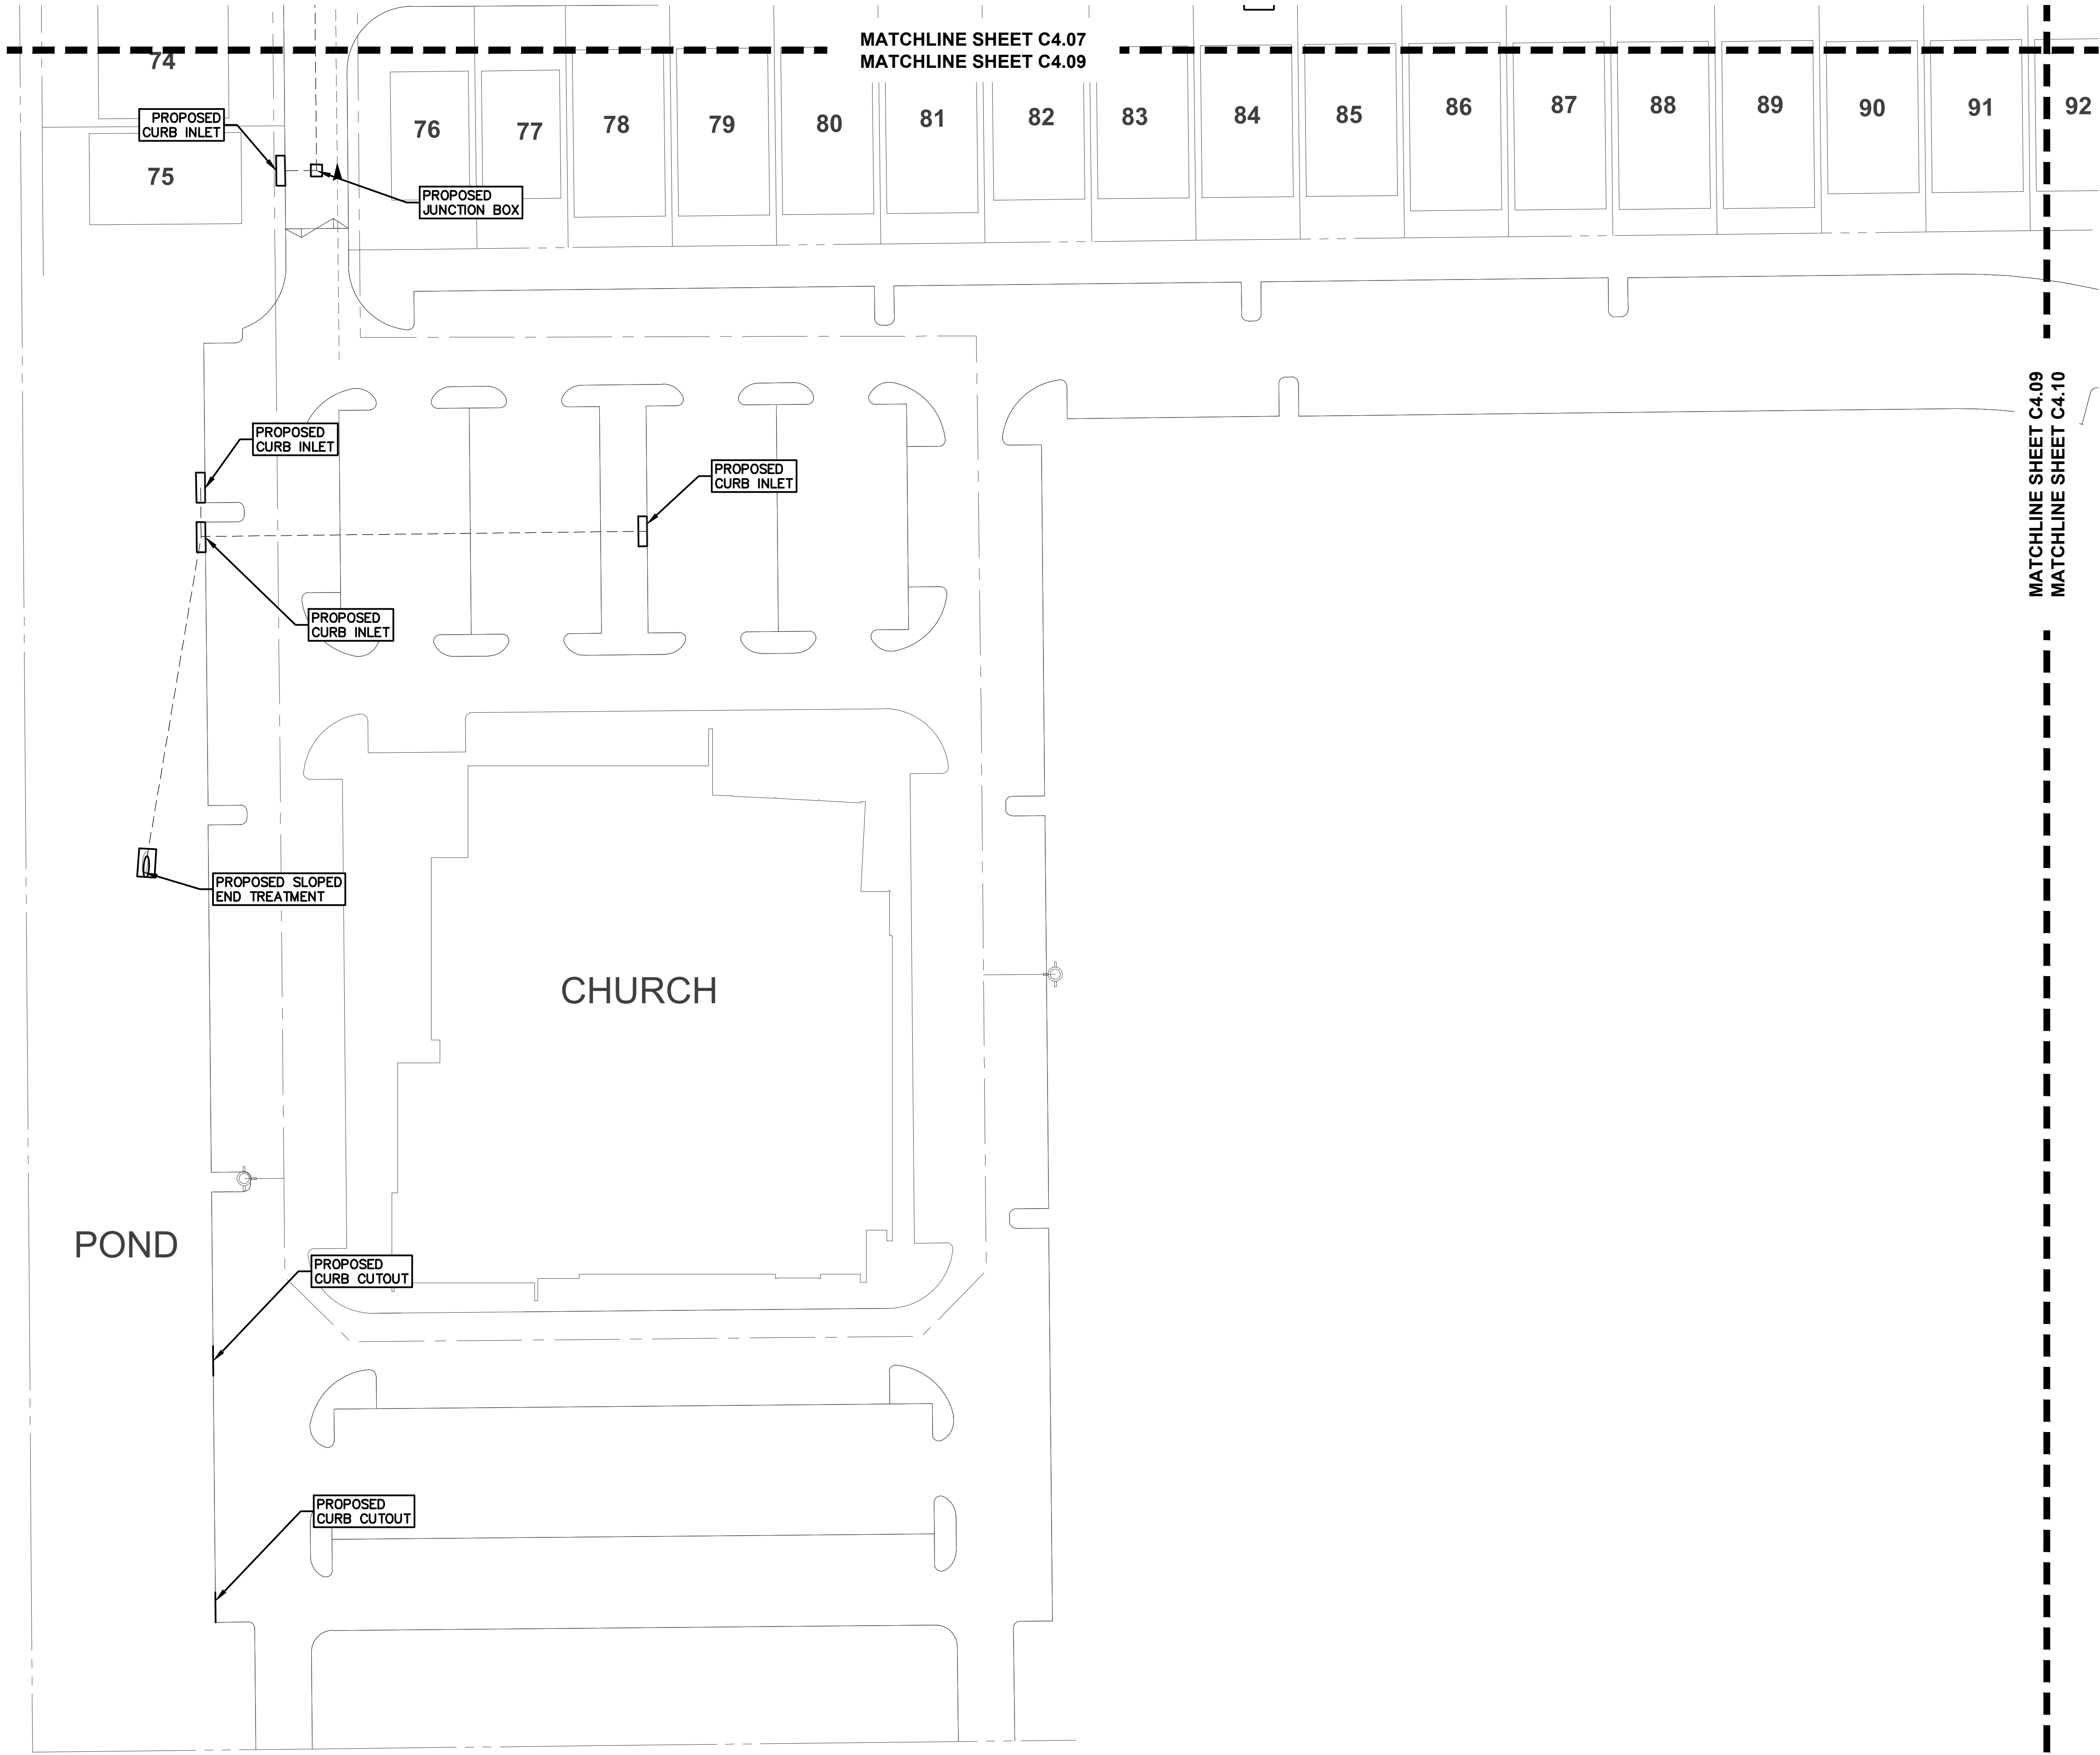 MATCHLINE SHEET C4.07
MATCHLINE SHEET C4.09
74
PROPOSED
CURB INLET
75
76
77
78
79
80
81
82
83
84
85
86
87
88
89
90
91
92
PROPOSED
JUNCTION BOX
PROPOSED
CURB INLET
PROPOSED
CURB INLET
PROPOSED
CURB INLET
MATCHLINE SHEET C4.09
MATCHLINE SHEET C4.10
PROPOSED SLOPED
END TREATMENT
CHURCH
POND
PROPOSED
CURB CUTOUT
PROPOSED
CURB CUTOUT